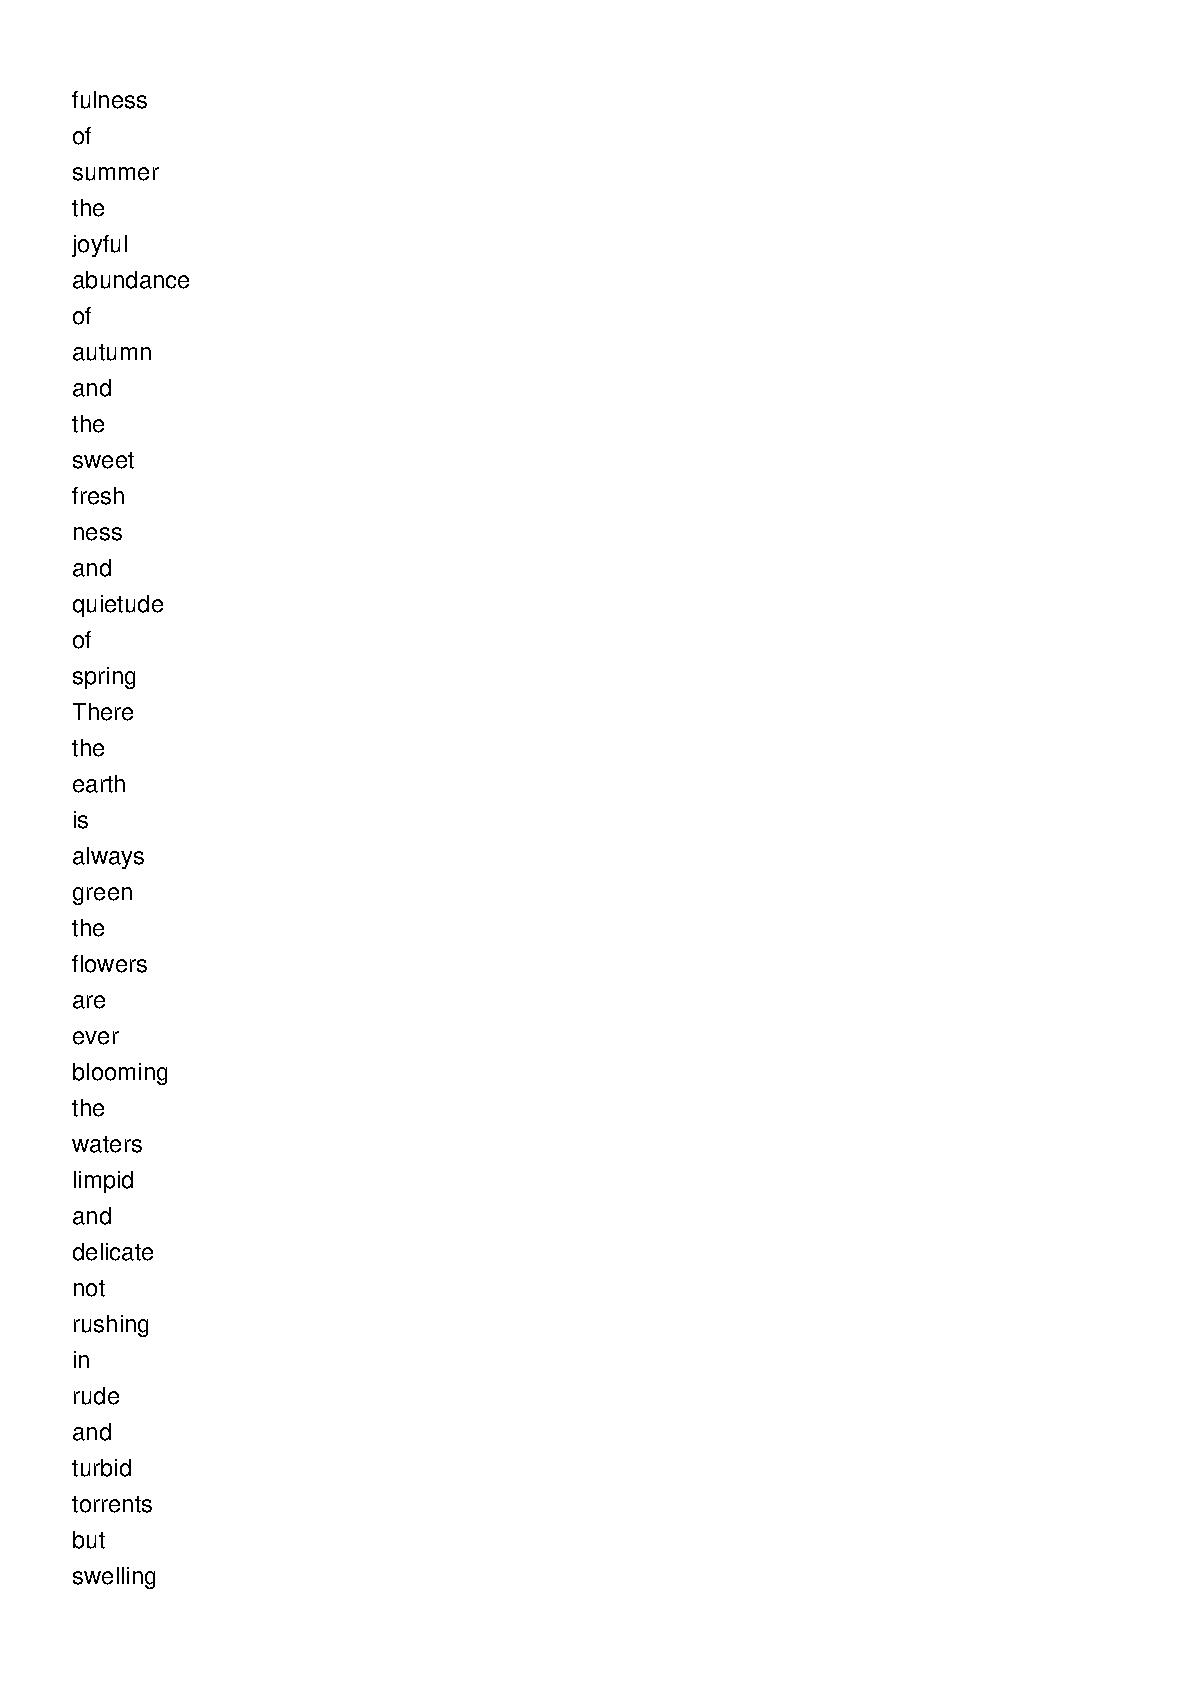 fulness
of
summer
the
joyful
abundance
of
autumn
and
the
sweet
fresh
ness
and
quietude
of
spring
There
the
earth
is
always
green
the
flowers
are
ever
blooming
the
waters
limpid
and
delicate
not
rushing
in
rude
and
turbid
torrents
but
swelling